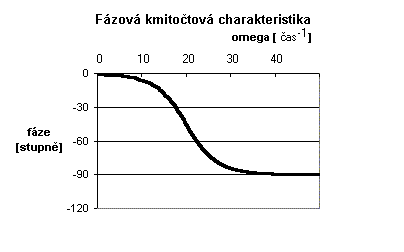 Fázová kmitočtová charakteristika
omega [ čas-1]
0 10 20 30 40
0
-30
-60
-90
-120
fáze
[stupně]